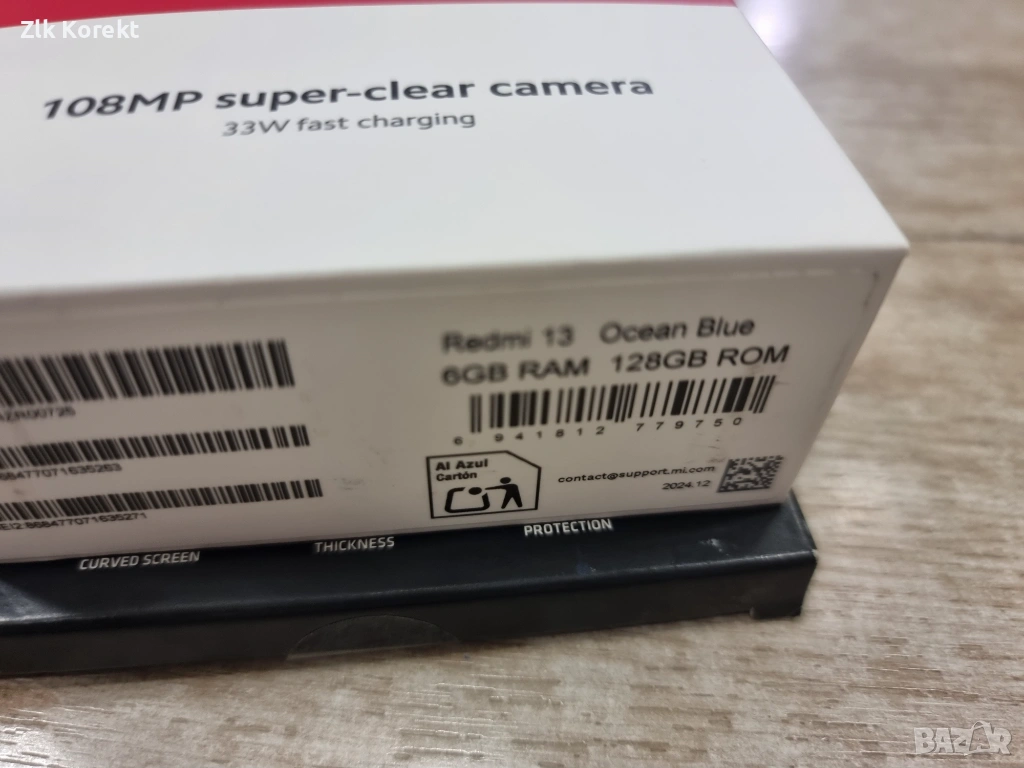 Zlk Korekt
108MP super-clear camera
33W fast charging
Redmi 13 Ocean Blue
6GB RAM 128GB ROM
6 941812 779750
Al Azul
Cartón
contact@support.mi.com
2024.12
CURVED SCREEN
THICKNESS
PROTECTION
BAZAR